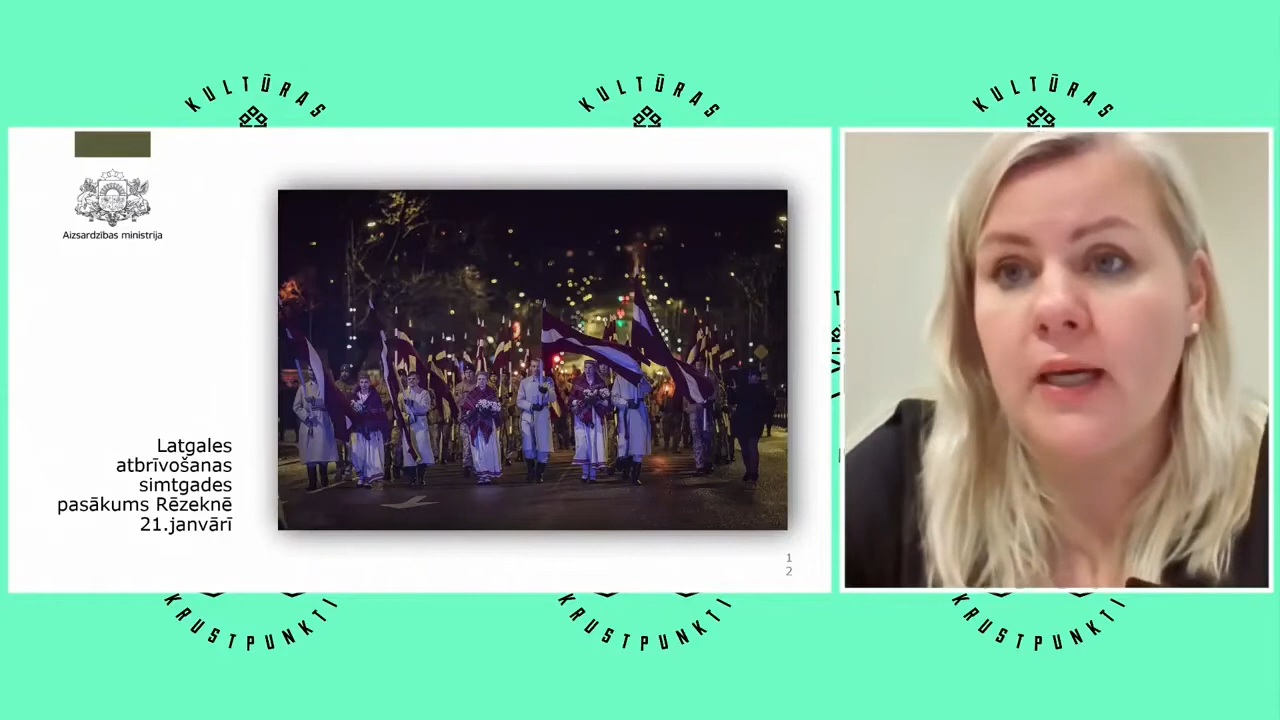 KULTŪRAS
KULTŪRAS
KULTŪRAS
Aizsardzības ministrija
Latgales
atbrīvošanas
simtgades
pasākums Rēzeknē
21.janvārī
1
2
KRUSTPUNKTI
KRUSTPUNKTI
KRUSTPUNKTI